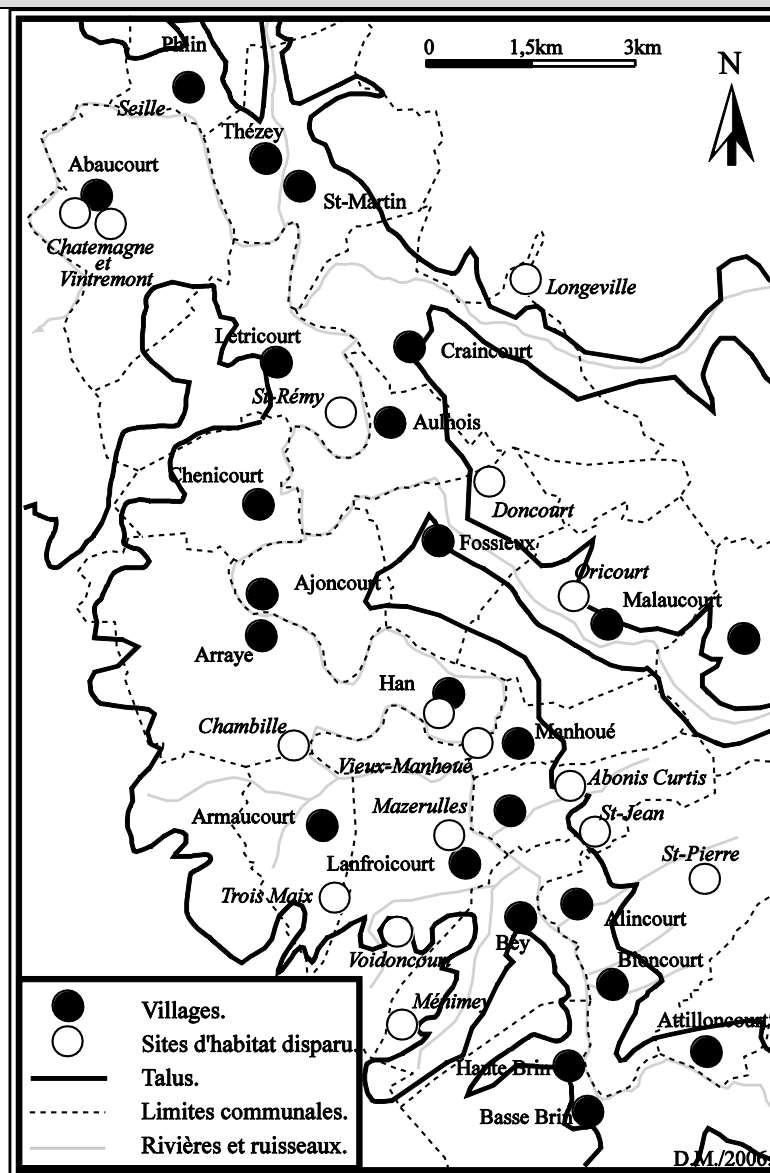 Phlin
0 1,5km 3km
N
Seille
Thézey
Abaucourt
St-Martin
Chatemagne
et
Vintremont
Longeville
Létricourt
Craincourt
St-Rémy
Aulnois
Chenicourt
Doncourt
Fossieux
Oricourt
Ajoncourt
Malaucourt
Arraye
Han
Chambille
Manhoué
Vieux-Manhoué
Abonis Curtis
Mazerulles
St-Jean
Armaucourt
St-Pierre
Lanfroicourt
Trois Maix
Alincourt
Bey
Voidoncourt
Bioncourt
Ménimey
Attilloncourt
Haute Brin
Basse Brin
Villages.
Sites d'habitat disparu.
Talus.
Limites communales.
Rivières et ruisseaux.
D.M./2006